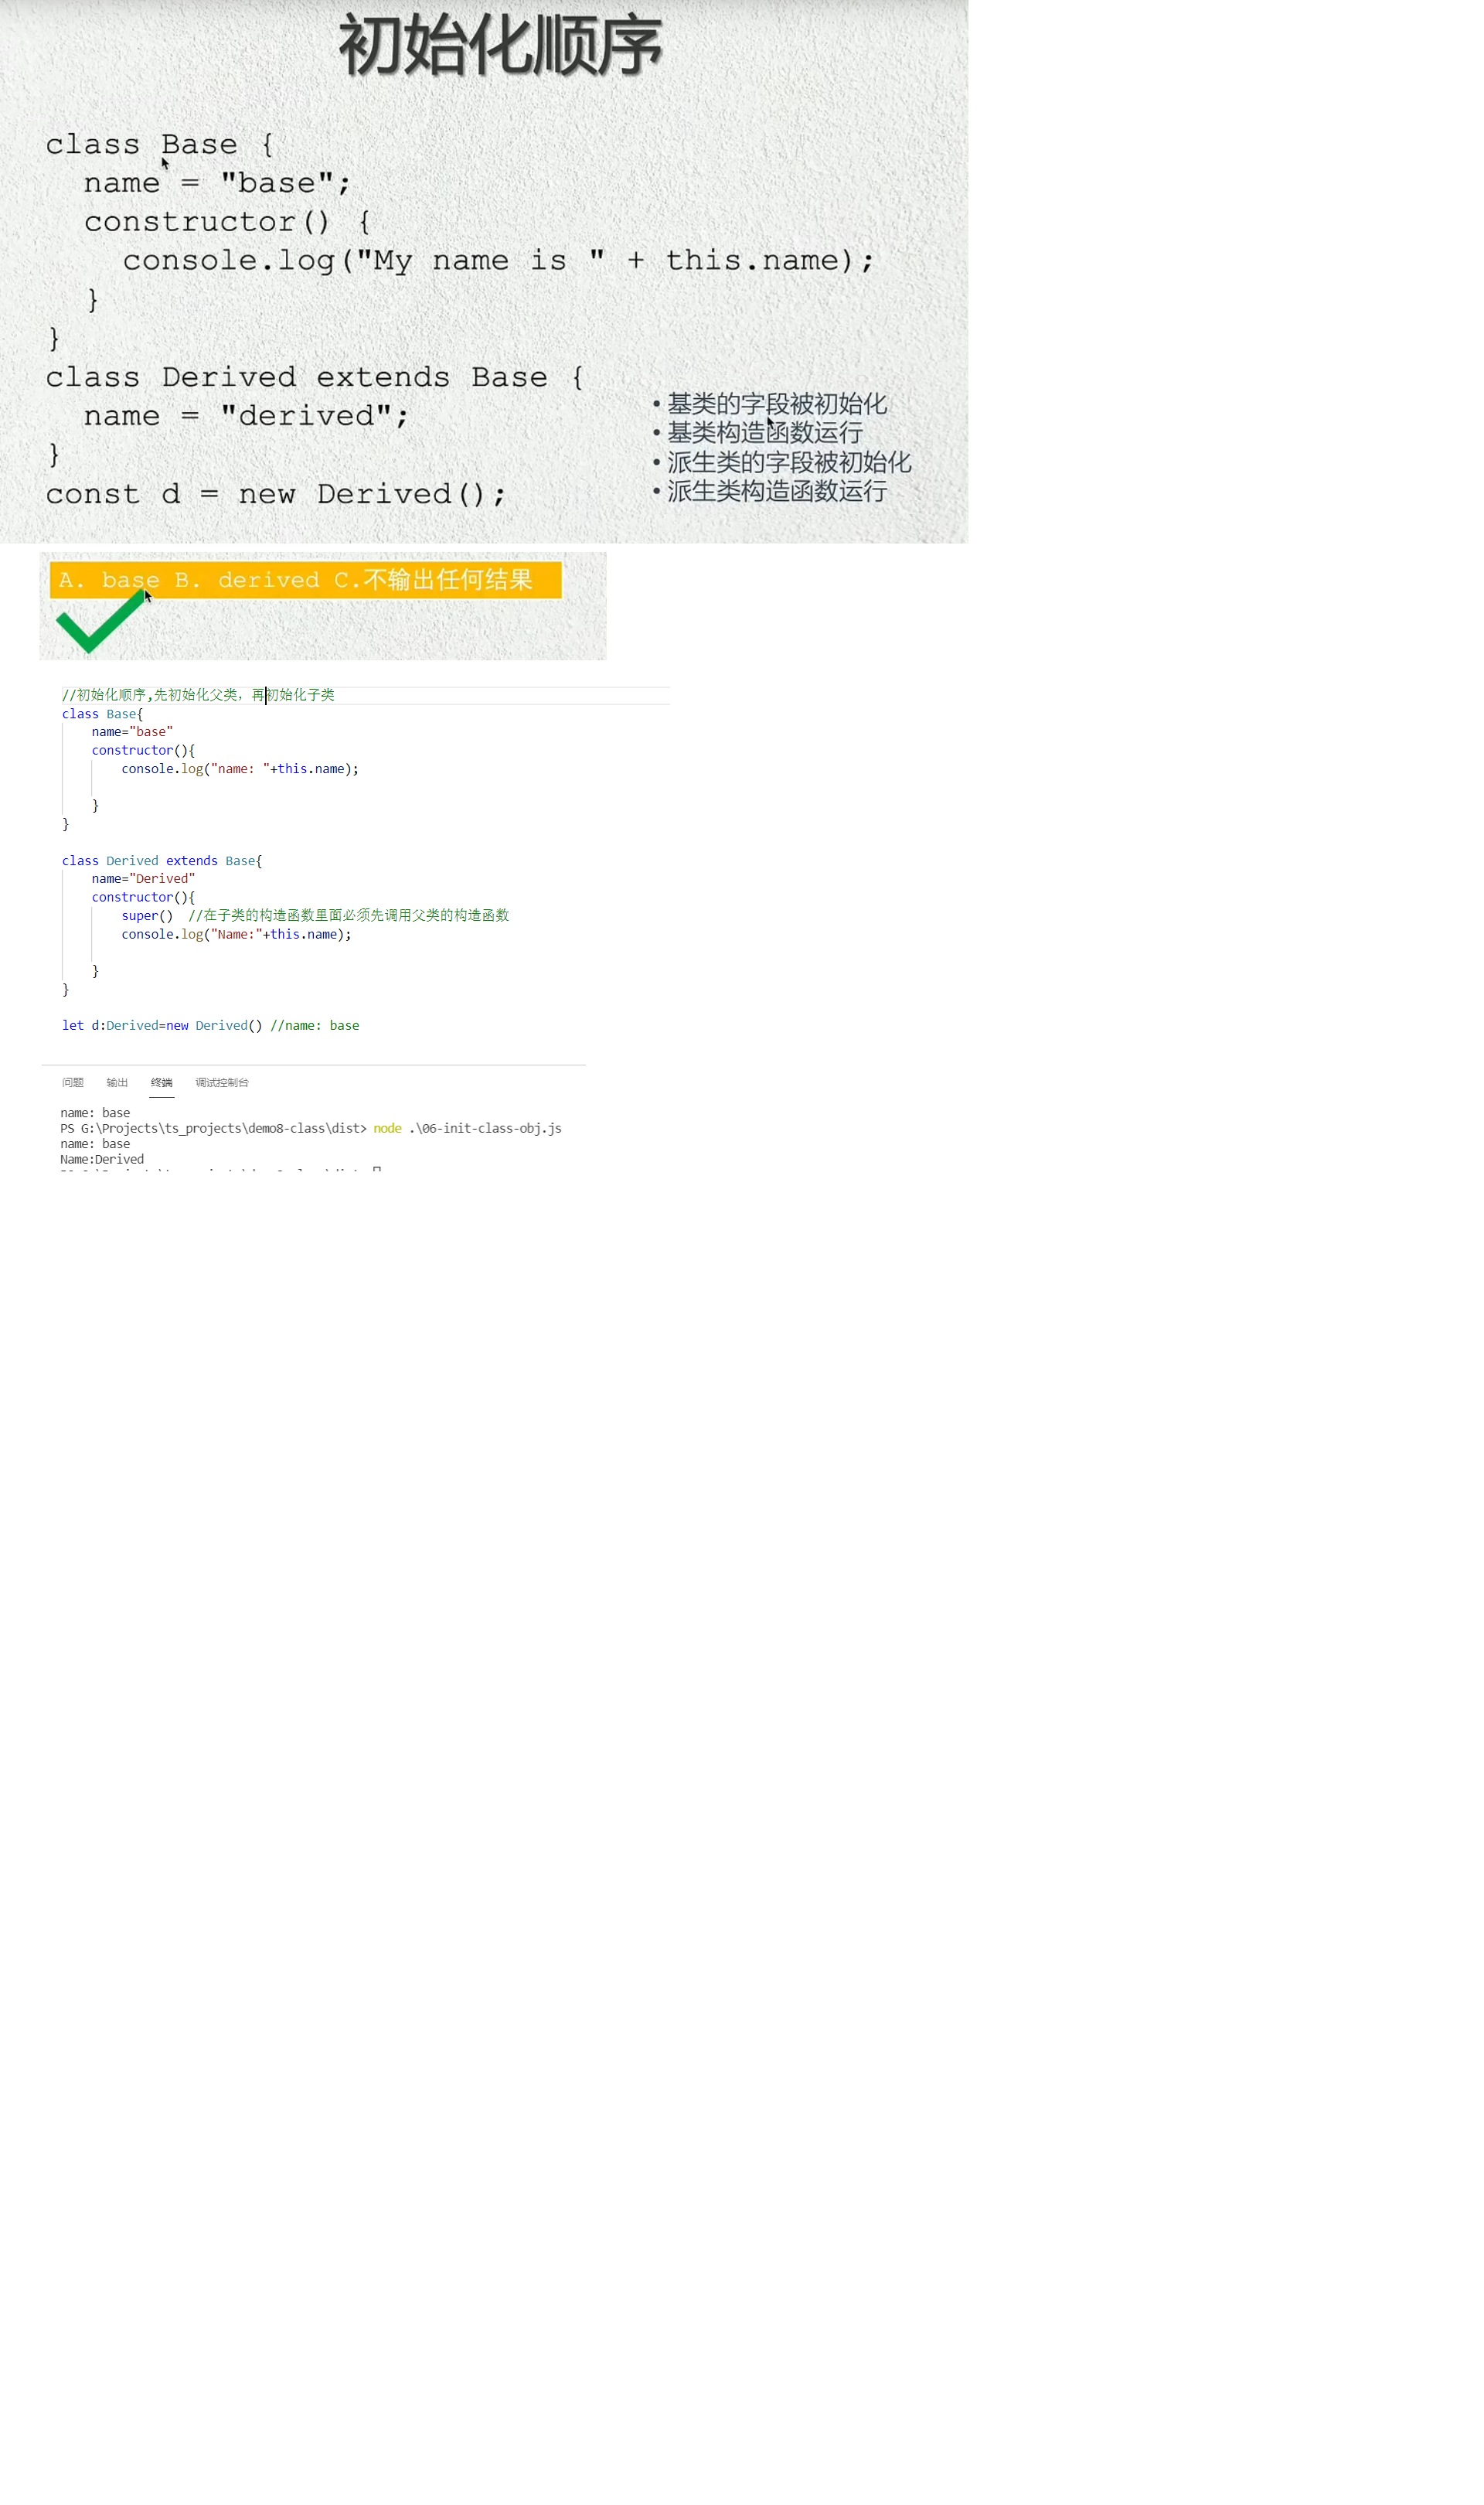 初始化顺序
class Base {
  name = "base";
  constructor() {
    console.log("My name is " + this.name);
  }
}
class Derived extends Base {
  name = "derived";
}
const d = new Derived();
• 基类的字段被初始化
• 基类构造函数运行
• 派生类的字段被初始化
• 派生类构造函数运行
A. base B. derived C.不输出任何结果
//初始化顺序,先初始化父类，再初始化子类
class Base{
    name="base"
    constructor(){
        console.log("name: "+this.name);
    }
}
class Derived extends Base{
    name="Derived"
    constructor(){
        super()  //在子类的构造函数里面必须先调用父类的构造函数
        console.log("Name:"+this.name);
    }
}
let d:Derived=new Derived() //name: base
问题 输出 终端 调试控制台
name: base
PS G:\Projects\ts_projects\demo8-class\dist> node .\06-init-class-obj.js
name: base
Name:Derived